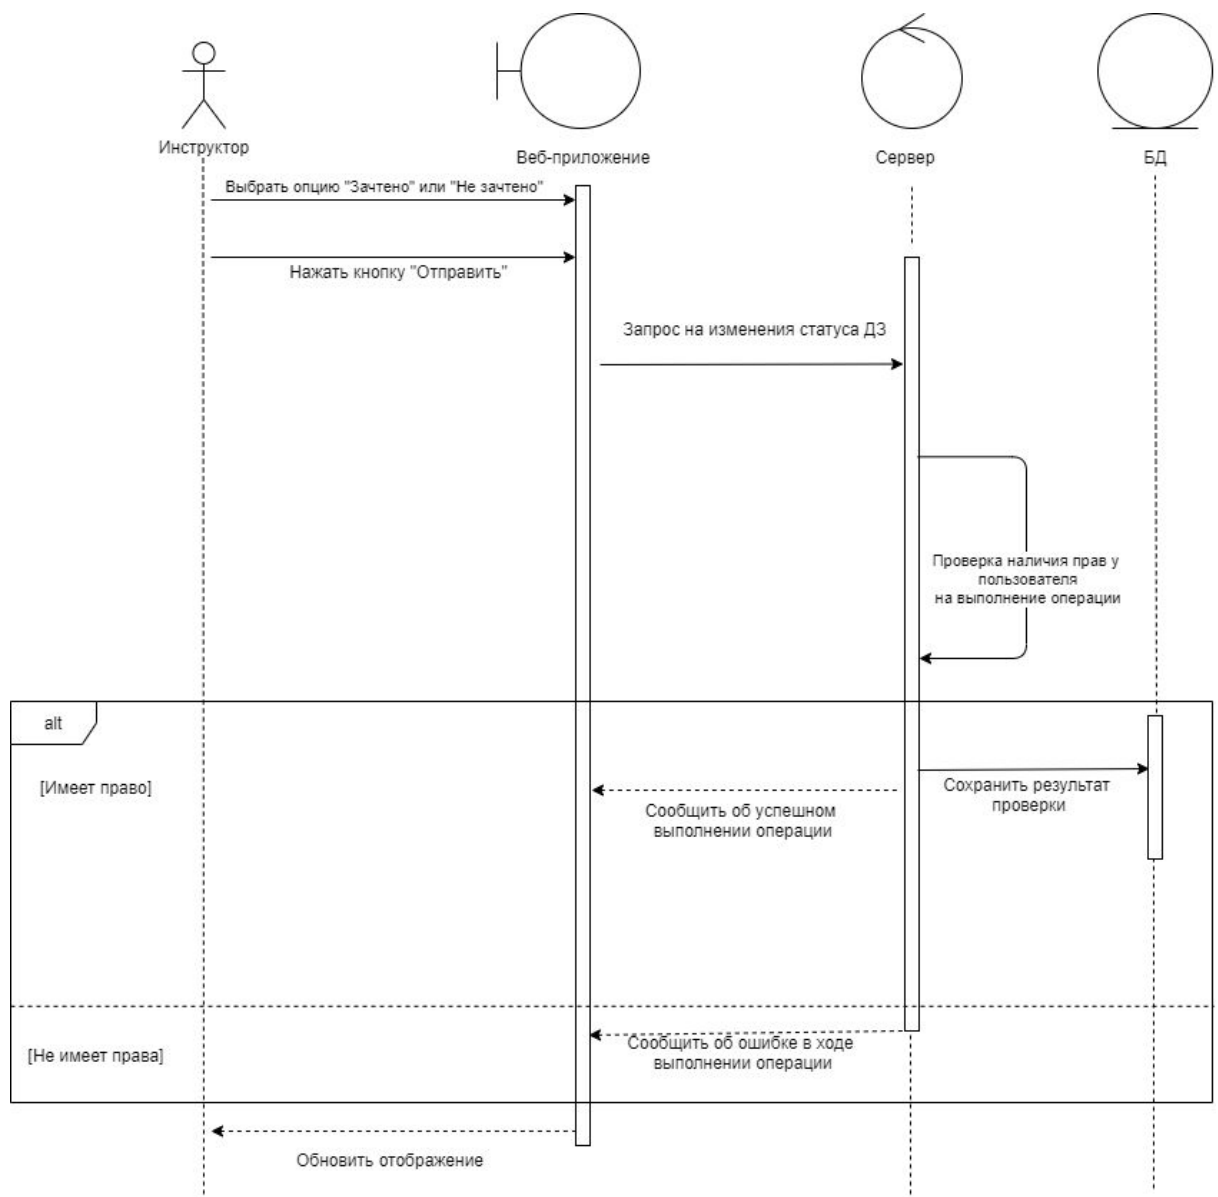 Инструктор
Веб-приложение
Сервер
БД
Выбрать опцию "Зачтено" или "Не зачтено"
Нажать кнопку "Отправить"
Запрос на изменения статуса ДЗ
Проверка наличия прав у
пользователя
на выполнение операции
alt
[Имеет право]
Сохранить результат
проверки
Сообщить об успешном
выполнении операции
[Не имеет права]
Сообщить об ошибке в ходе
выполнении операции
Обновить отображение